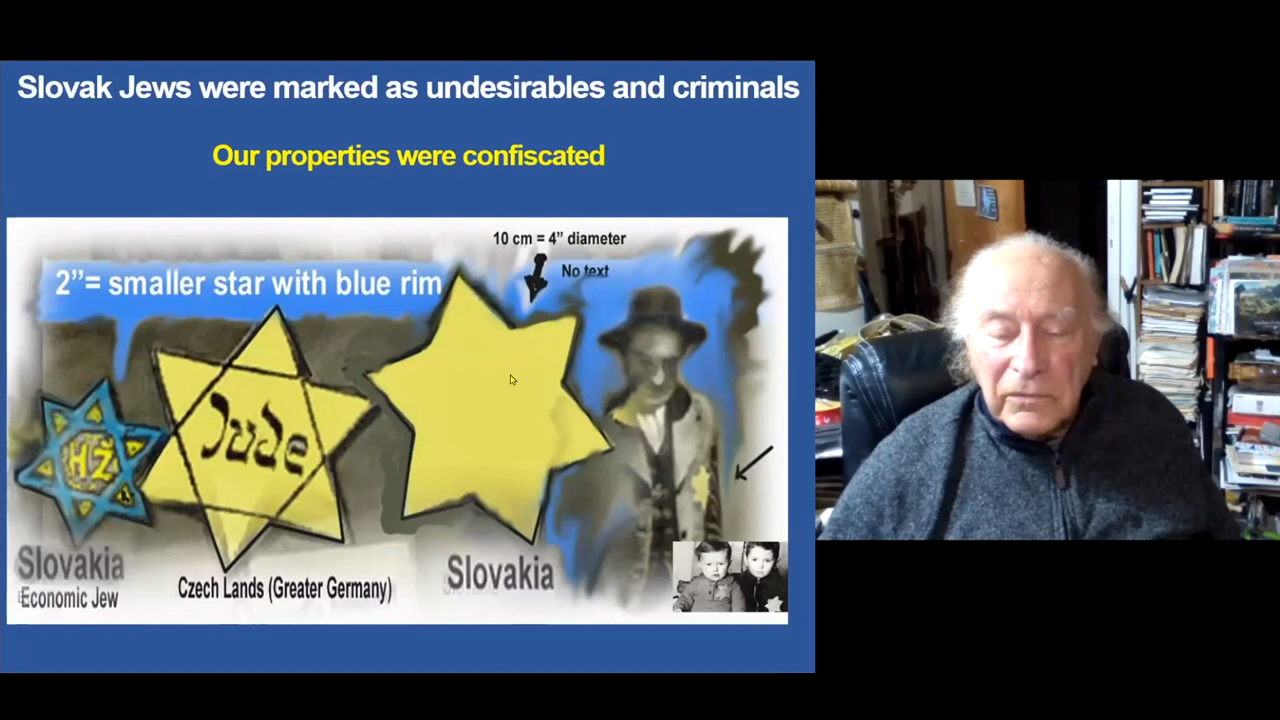 Slovak Jews were marked as undesirables and criminals
Our properties were confiscated
10 cm = 4” diameter
No text
2”= smaller star with blue rim
HZ
Jude
Slovakia
Economic Jew
Czech Lands (Greater Germany)
Slovakia